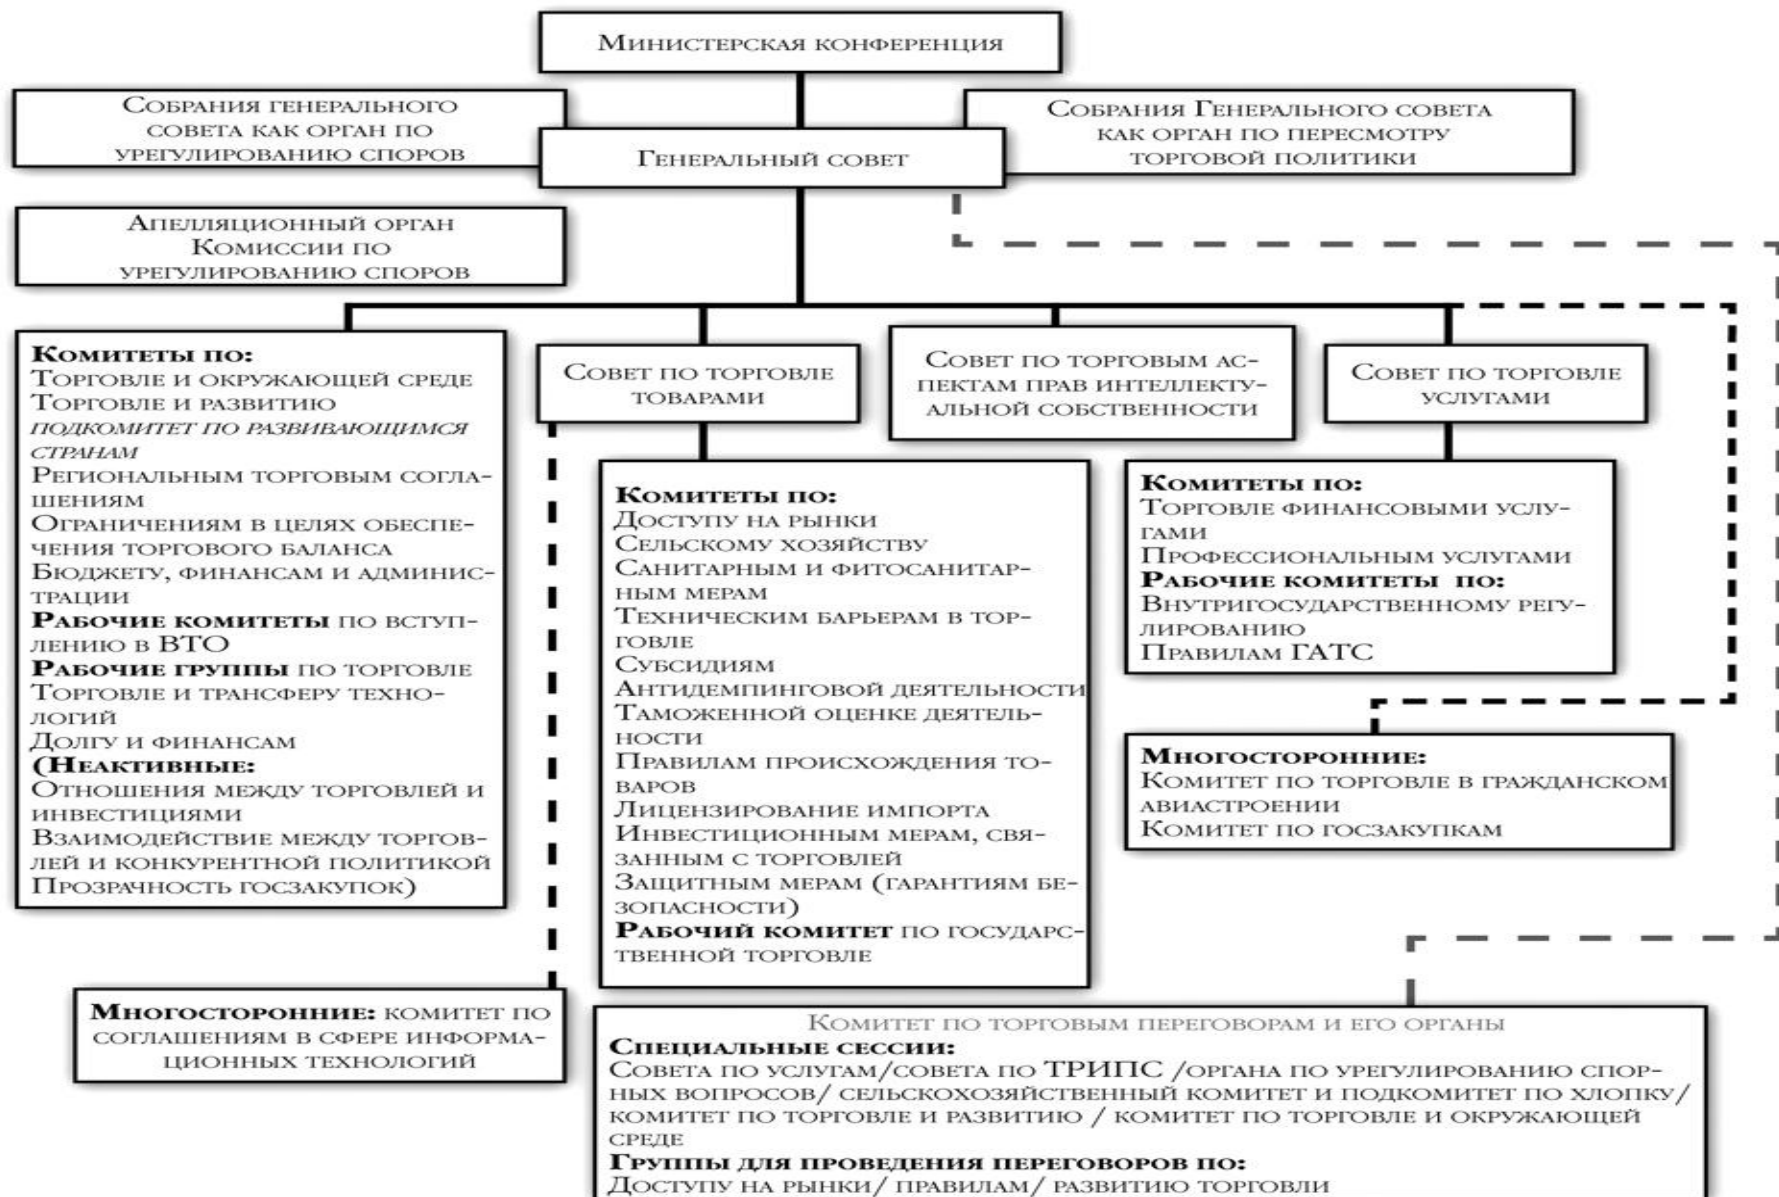 Министерская конференция
Собрания генерального
совета как орган по
урегулированию споров
Генеральный совет
Собрания Генерального совета
как орган по пересмотру
торговой политики
Апелляционный орган
Комиссии по
урегулированию споров
Комитеты по:
Торговле и окружающей среде
Торговле и развитию
подкомитет по развивающимся
странам
Региональным торговым согла-
шениям
Ограничениям в целях обеспе-
чения торгового баланса
Бюджету, финансам и админис-
трации
Рабочие комитеты по вступ-
лению в ВТО
Рабочие группы по торговле
Торговле и трансферу техно-
логий
Долгу и финансам
(Неактивные:
Отношения между торговлей и
инвестициями
Взаимодействие между торгов-
лей и конкурентной политикой
Прозрачность госзакупок)
Совет по торговле
товарами
Совет по торговым ас-
пектам прав интеллекту-
альной собственности
Совет по торговле
услугами
Комитеты по:
Доступу на рынки
Сельскому хозяйству
Санитарным и фитосанитар-
ным мерам
Техническим барьерам в тор-
говле
Субсидиям
Антидемпинговой деятельности
Таможенной оценке деятель-
ности
Правилам происхождения то-
варов
Лицензирование импорта
Инвестиционным мерам, свя-
занным с торговлей
Защитным мерам (гарантиям бе-
зопасности)
Рабочий комитет по государс-
твенной торговле
Комитеты по:
Торговле финансовыми услу-
гами
Профессиональным услугами
Рабочие комитеты по:
Внутригосударственному регу-
лированию
Правилам ГАТС
Многосторонние:
Комитет по торговле в гражданском
авиастроении
Комитет по госзакупкам
Многосторонние: комитет по
соглашениям в сфере информа-
ционных технологий
Комитет по торговым переговорам и его органы
Специальные сессии:
Совета по услугам/совета по ТРИПС /органа по урегулированию спор-
ных вопросов/ сельскохозяйственный комитет и подкомитет по хлопку/
комитет по торговле и развитию / комитет по торговле и окружающей
среде
Группы для проведения переговоров по:
Доступу на рынки/ правилам/ развитию торговли